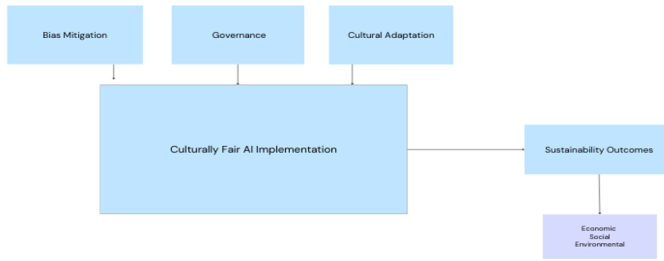 Bias Mitigation
Governance
Cultural Adaptation
Culturally Fair AI Implementation
Sustainability Outcomes
Economic
Social
Environmental